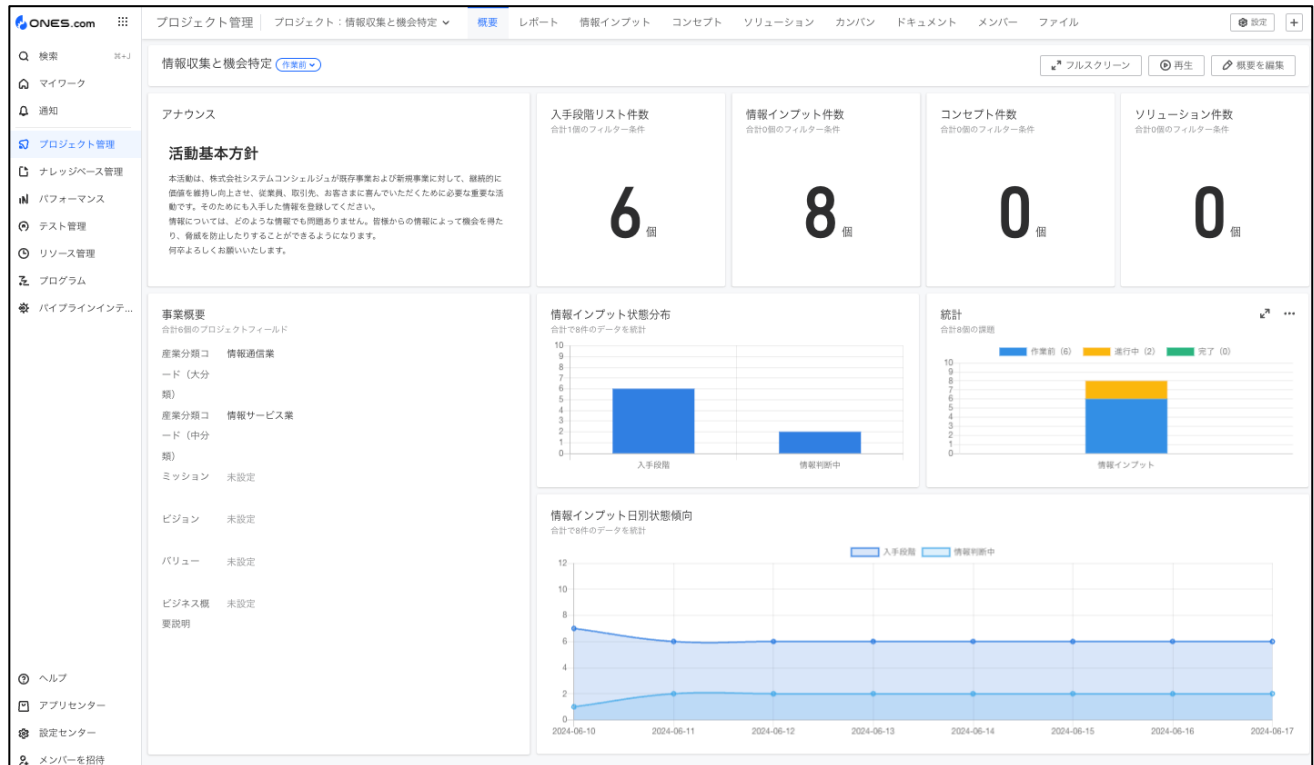 ONES.com
プロジェクト管理
プロジェクト：情報収集と機会特定
概要
レポート
情報インプット
コンセプト
ソリューション
カンバン
ドキュメント
メンバー
ファイル
設定
検索
⌘+J
マイワーク
通知
プロジェクト管理
ナレッジベース管理
パフォーマンス
テスト管理
リソース管理
プログラム
パイプラインインテ...
ヘルプ
アプリセンター
設定センター
メンバーを招待
情報収集と機会特定
作業前
フルスクリーン
再生
概要を編集
アナウンス
活動基本方針
本活動は、株式会社システムコンシェルジュが既存事業および新規事業に対して、継続的に
価値を維持し向上させ、従業員、取引先、お客さまに喜んでいただくために必要な重要な活
動です。そのためにも入手した情報を登録してください。
情報については、どのような情報でも問題ありません。皆様からの情報によって機会を得た
り、脅威を防止したりすることができるようになります。
何卒よろしくお願いいたします。
入手段階リスト件数
合計1個のフィルター条件
6 個
情報インプット件数
合計0個のフィルター条件
8 個
コンセプト件数
合計0個のフィルター条件
0 個
ソリューション件数
合計0個のフィルター条件
0 個
事業概要
合計6個のプロジェクトフィールド
産業分類コ 情報通信業
ード（大分
類）
産業分類コ 情報サービス業
ード（中分
類）
ミッション 未設定
ビジョン 未設定
バリュー 未設定
ビジネス概 未設定
要説明
情報インプット状態分布
合計で8件のデータを統計
10
9
8
7
6
5
4
3
2
1
0
入手段階 情報判断中
統計
合計8個の課題
作業前（6） 進行中（2） 完了（0）
10
9
8
7
6
5
4
3
2
1
0
情報インプット
情報インプット日別状態傾向
合計で8件のデータを統計
入手段階 情報判断中
12
10
8
6
4
2
0
2024-06-10 2024-06-11 2024-06-12 2024-06-13 2024-06-14 2024-06-15 2024-06-16 2024-06-17